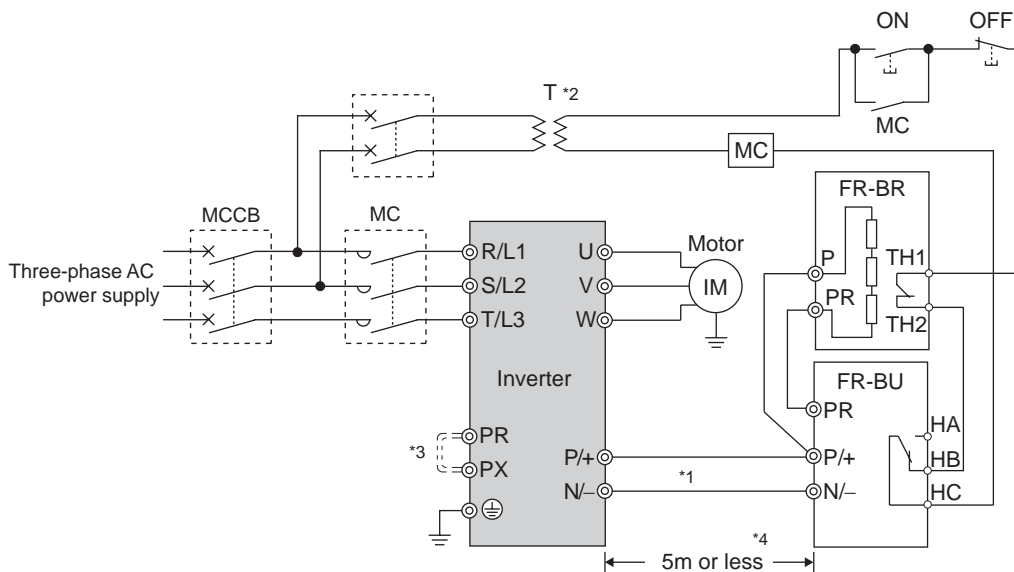 ON OFF
T *2
MC
MC
FR-BR
MCCB MC
R/L1 U Motor
P TH1
Three-phase AC
power supply
S/L2 V IM
PR
T/L3 W
TH2
Inverter
FR-BU
PR
HA
*3
PR
PX
P/+ P/+
HB
N/– *1 N/–
HC
*4
5m or less